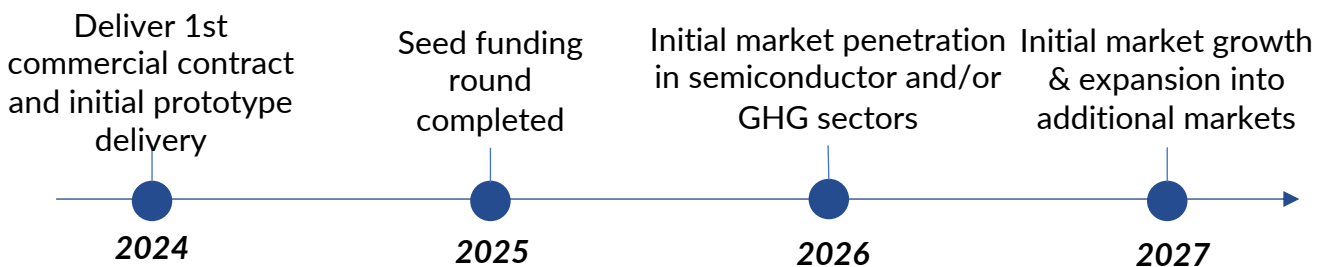 Deliver 1st
commercial contract
and initial prototype
delivery
Seed funding
round
completed
Initial market penetration
in semiconductor and/or
GHG sectors
Initial market growth
& expansion into
additional markets
2024
2025
2026
2027